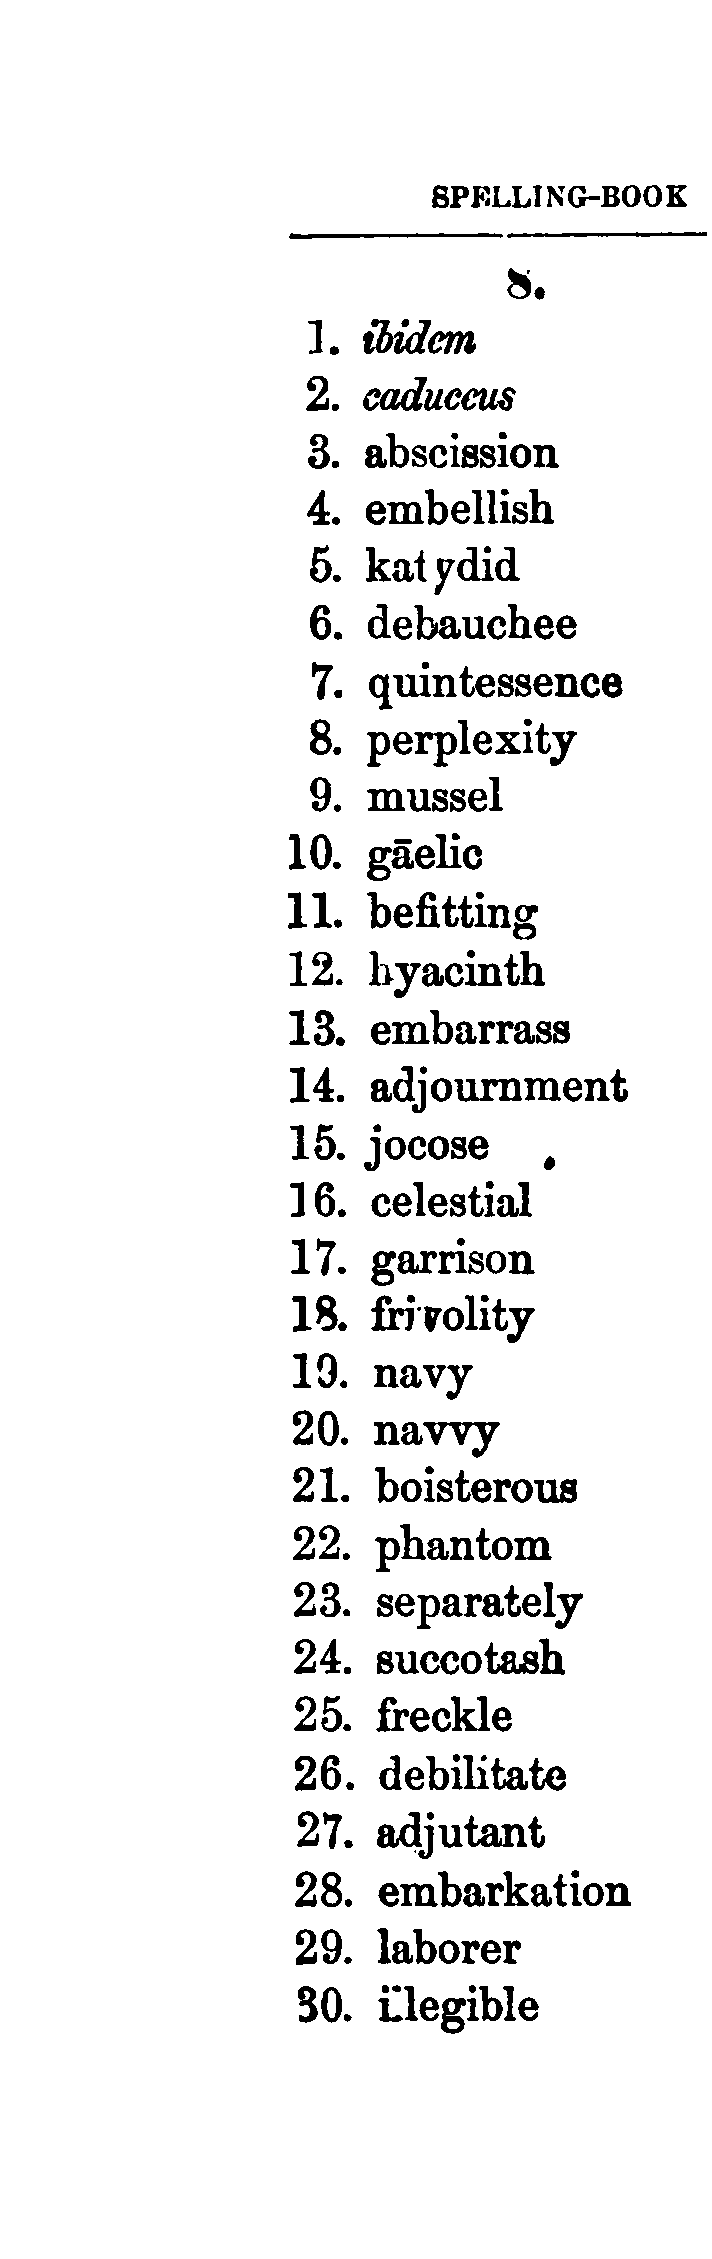 SPELLING-BOOK
8.
1. ibidem
2. caduceus
3. abscission
4. embellish
5. katydid
6. debauchee
7. quintessence
8. perplexity
9. mussel
10. gāelic
11. befitting
12. hyacinth
13. embarrass
14. adjournment
15. jocose
16. celestial
17. garrison
18. frivolity
19. navy
20. navvy
21. boisterous
22. phantom
23. separately
24. succotash
25. freckle
26. debilitate
27. adjutant
28. embarkation
29. laborer
30. illegible